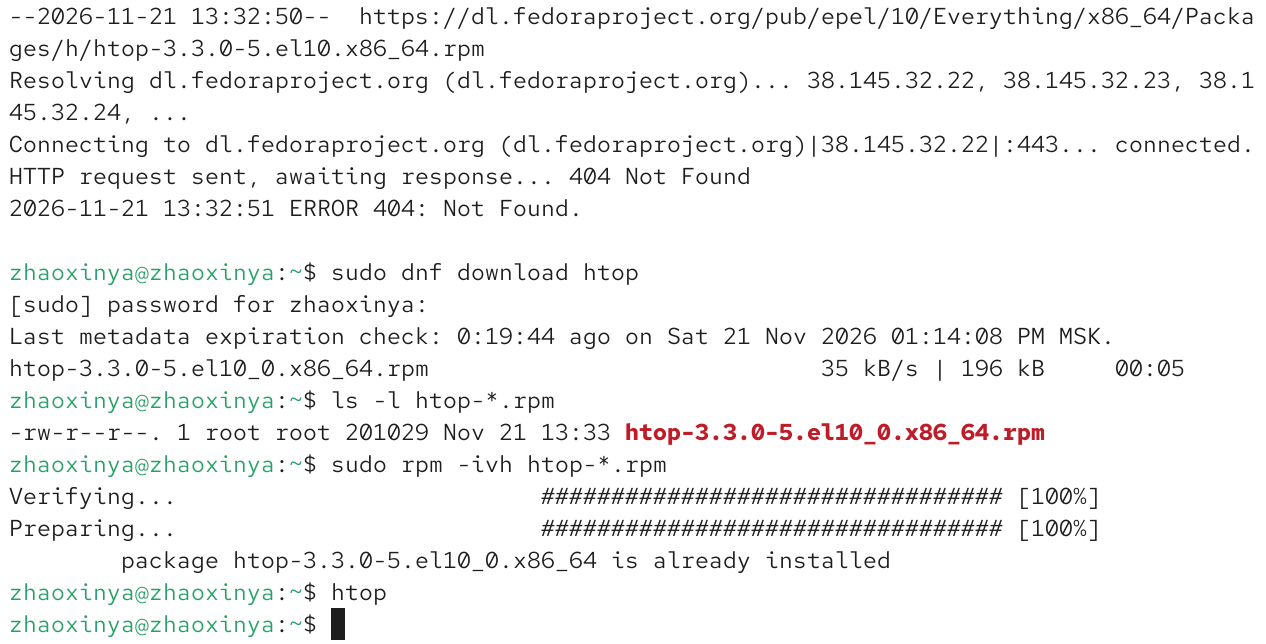 --2026-11-21 13:32:50--  https://dl.fedoraproject.org/pub/epel/10/Everything/x86_64/Packa
ges/h/htop-3.3.0-5.el10.x86_64.rpm
Resolving dl.fedoraproject.org (dl.fedoraproject.org)... 38.145.32.22, 38.145.32.23, 38.1
45.32.24, ...
Connecting to dl.fedoraproject.org (dl.fedoraproject.org)|38.145.32.22|:443... connected.
HTTP request sent, awaiting response... 404 Not Found
2026-11-21 13:32:51 ERROR 404: Not Found.

zhaoxinya@zhaoxinya:~$ sudo dnf download htop
[sudo] password for zhaoxinya:
Last metadata expiration check: 0:19:44 ago on Sat 21 Nov 2026 01:14:08 PM MSK.
htop-3.3.0-5.el10_0.x86_64.rpm                            35 kB/s | 196 kB     00:05
zhaoxinya@zhaoxinya:~$ ls -l htop-*.rpm
-rw-r--r--. 1 root root 201029 Nov 21 13:33 htop-3.3.0-5.el10_0.x86_64.rpm
zhaoxinya@zhaoxinya:~$ sudo rpm -ivh htop-*.rpm
Verifying...                          ################################# [100%]
Preparing...                          ################################# [100%]
        package htop-3.3.0-5.el10_0.x86_64 is already installed
zhaoxinya@zhaoxinya:~$ htop
zhaoxinya@zhaoxinya:~$